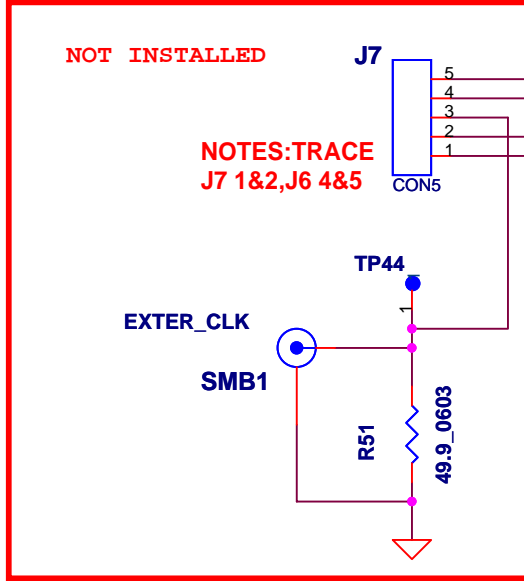 NOT INSTALLED
J7
5
4
3
2
1
NOTES:TRACE
J7 1&2,J6 4&5
CON5
TP44
1
EXTER_CLK
SMB1
R51
49.9_0603